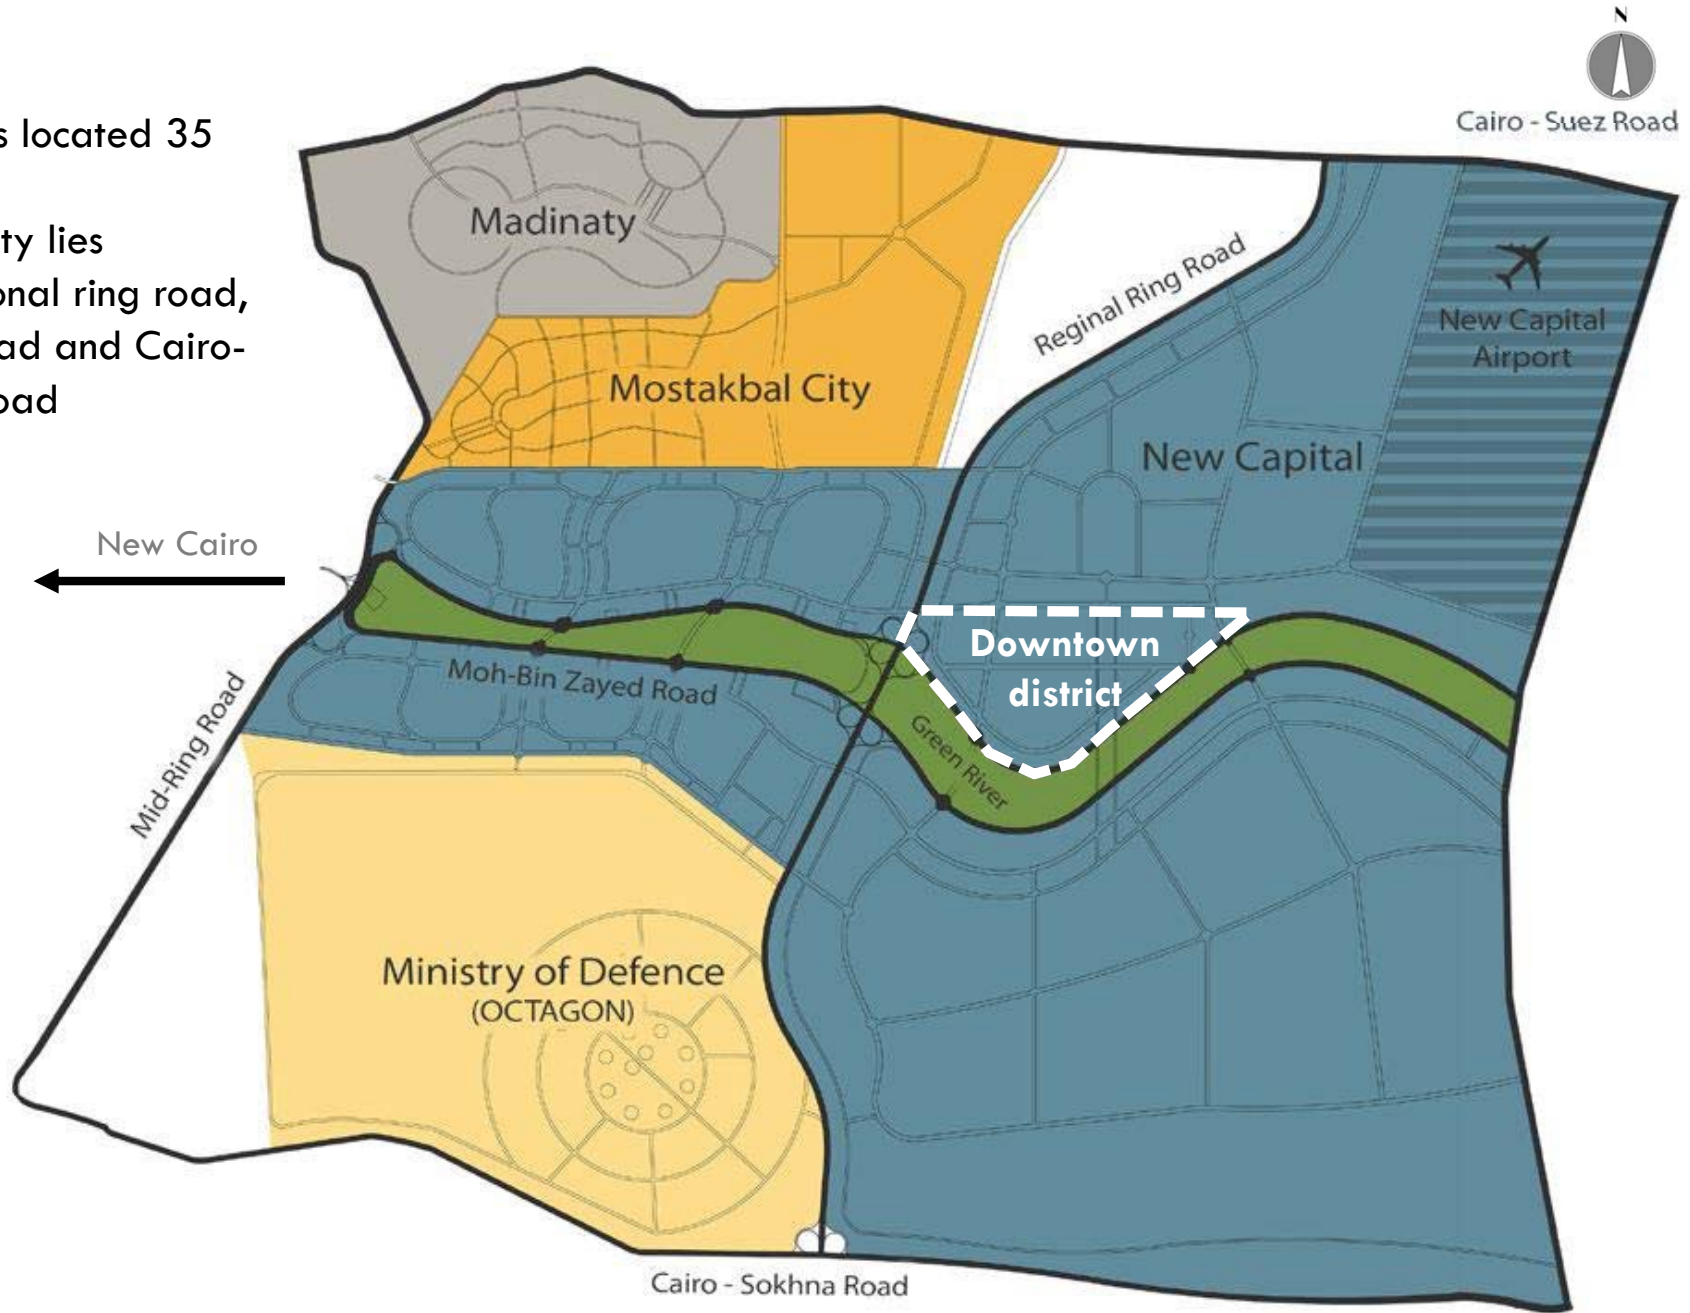 N
Cairo - Suez Road
s located 35
ty lies
onal ring road,
ad and Cairo-
oad
Madinaty
Reginal Ring Road
New Capital
Airport
Mostakbal City
New Capital
New Cairo
Downtown
district
Moh-Bin Zayed Road
Green River
Mid-Ring Road
Ministry of Defence
(OCTAGON)
Cairo - Sokhna Road